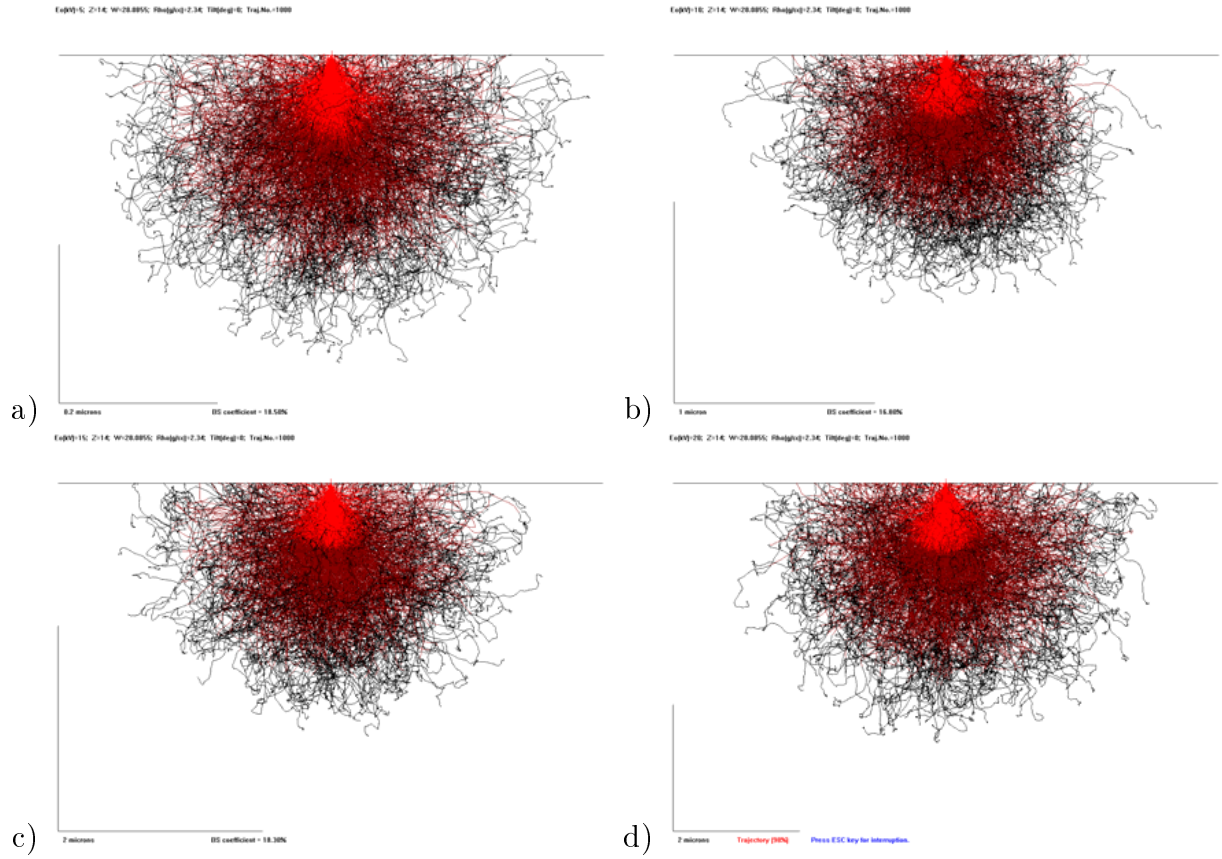 Eo(kV)=5; Z=14; W=28.0855; Rho(g/cc)=2.34; Tilt(deg)=0; Traj.No.=1000
Eo(kV)=10; Z=14; W=28.0855; Rho(g/cc)=2.34; Tilt(deg)=0; Traj.No.=1000
a)
0.2 microns
BS coefficient = 18.50%
b)
1 micron
BS coefficient = 16.80%
Eo(kV)=15; Z=14; W=28.0855; Rho(g/cc)=2.34; Tilt(deg)=0; Traj.No.=1000
Eo(kV)=20; Z=14; W=28.0855; Rho(g/cc)=2.34; Tilt(deg)=0; Traj.No.=1000
c)
2 microns
BS coefficient = 18.30%
d)
2 microns
Trajectory (98%)
Press ESC key for interruption.